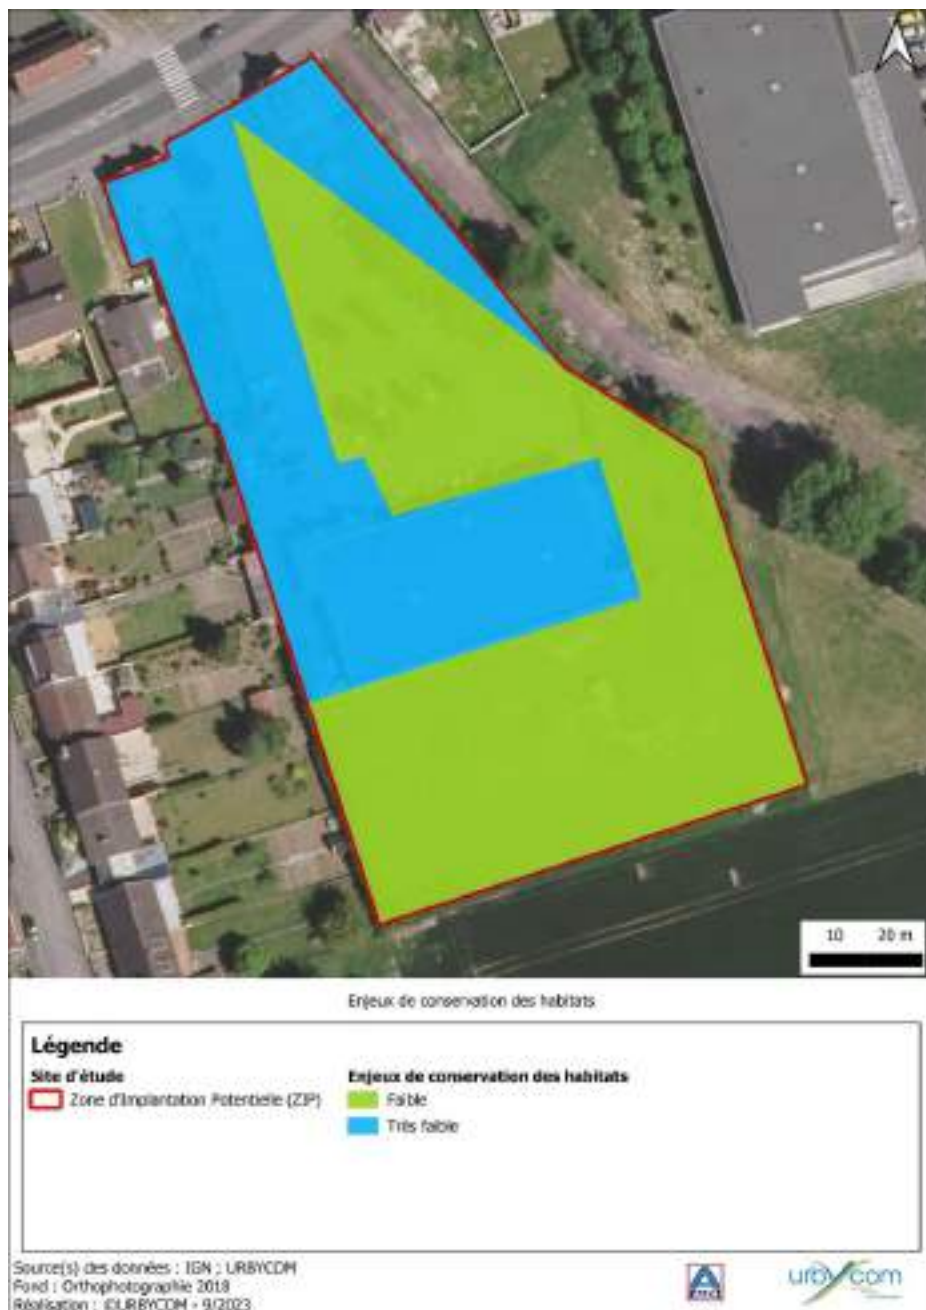 10 20 m
Enjeux de conservation des habitats
Légende
Site d'étude
Zone d'Implantation Potentielle (ZIP)
Enjeux de conservation des habitats
Faible
Très faible
Source(s) des données : IGN ; URBYCOM
Fond : Orthophotographie 2018
Réalisation : ©URBYCOM - 9/2023
urbycom